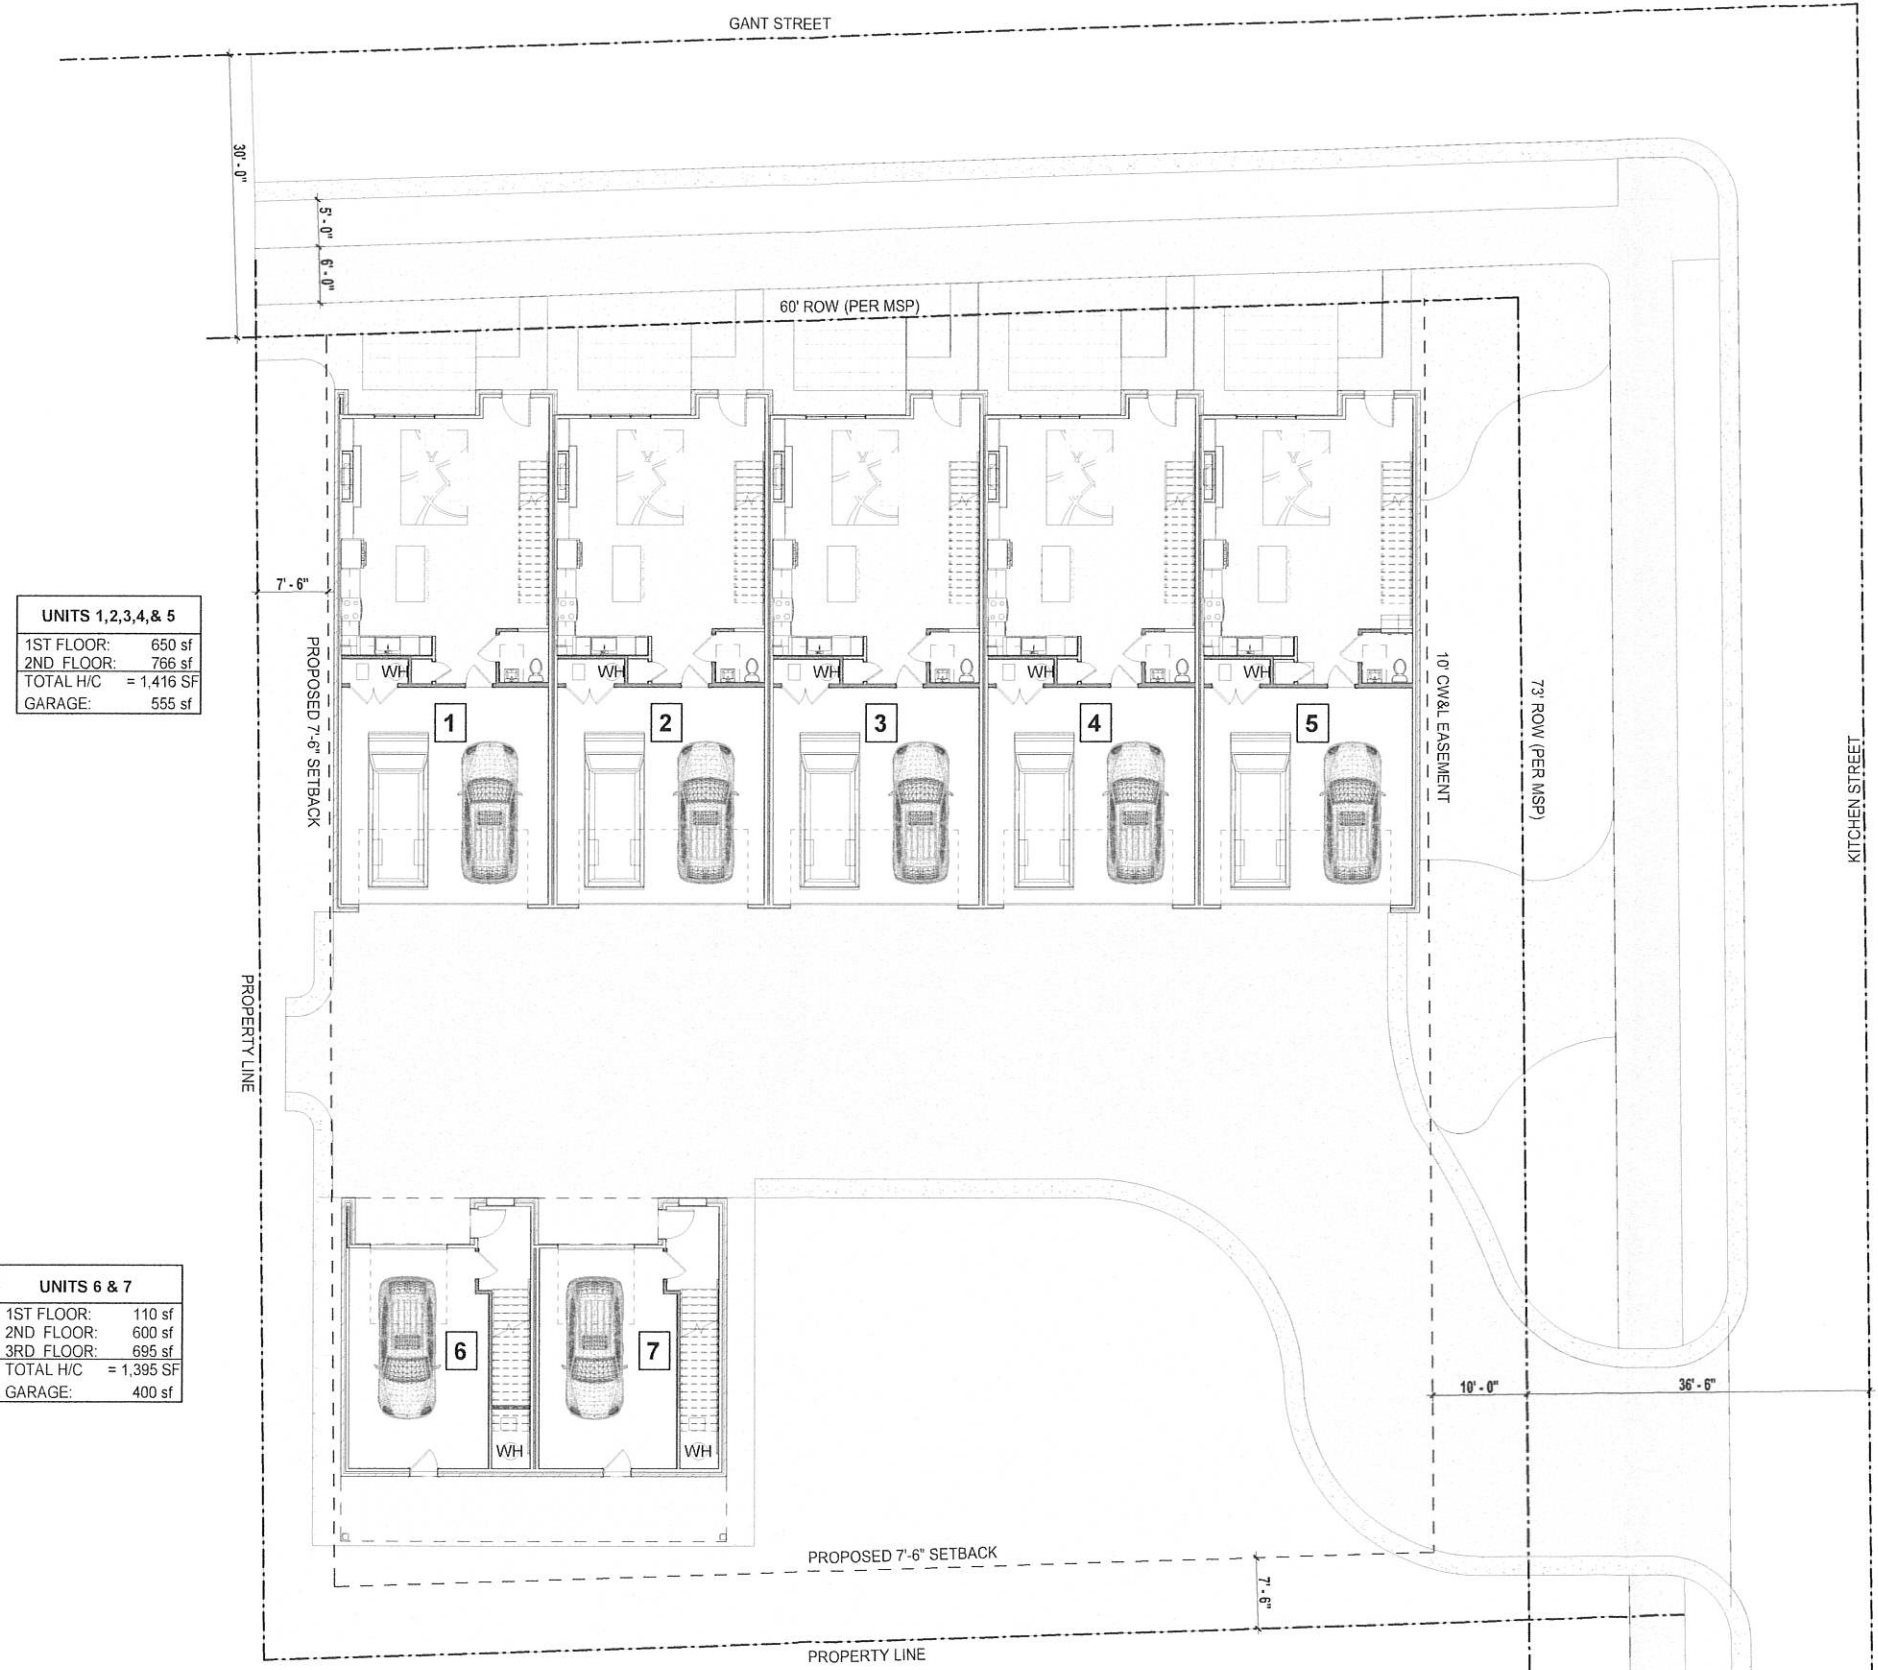 GANT STREET
30'-0"
5'-0"
6'-0"
60' ROW (PER MSP)
7'-6"
UNITS 1,2,3,4,& 5
1ST FLOOR: 650 sf
2ND FLOOR: 766 sf
TOTAL H/C = 1,416 SF
GARAGE: 555 sf
PROPOSED 7'-6" SETBACK
WH
WH
WH
WH
WH
1
2
3
4
5
10' CW&L EASEMENT
73' ROW (PER MSP)
KITCHEN STREET
PROPERTY LINE
UNITS 6 & 7
1ST FLOOR: 110 sf
2ND FLOOR: 600 sf
3RD FLOOR: 695 sf
TOTAL H/C = 1,395 SF
GARAGE: 400 sf
6
7
WH
WH
10'-0"
36'-6"
PROPOSED 7'-6" SETBACK
7'-6"
PROPERTY LINE